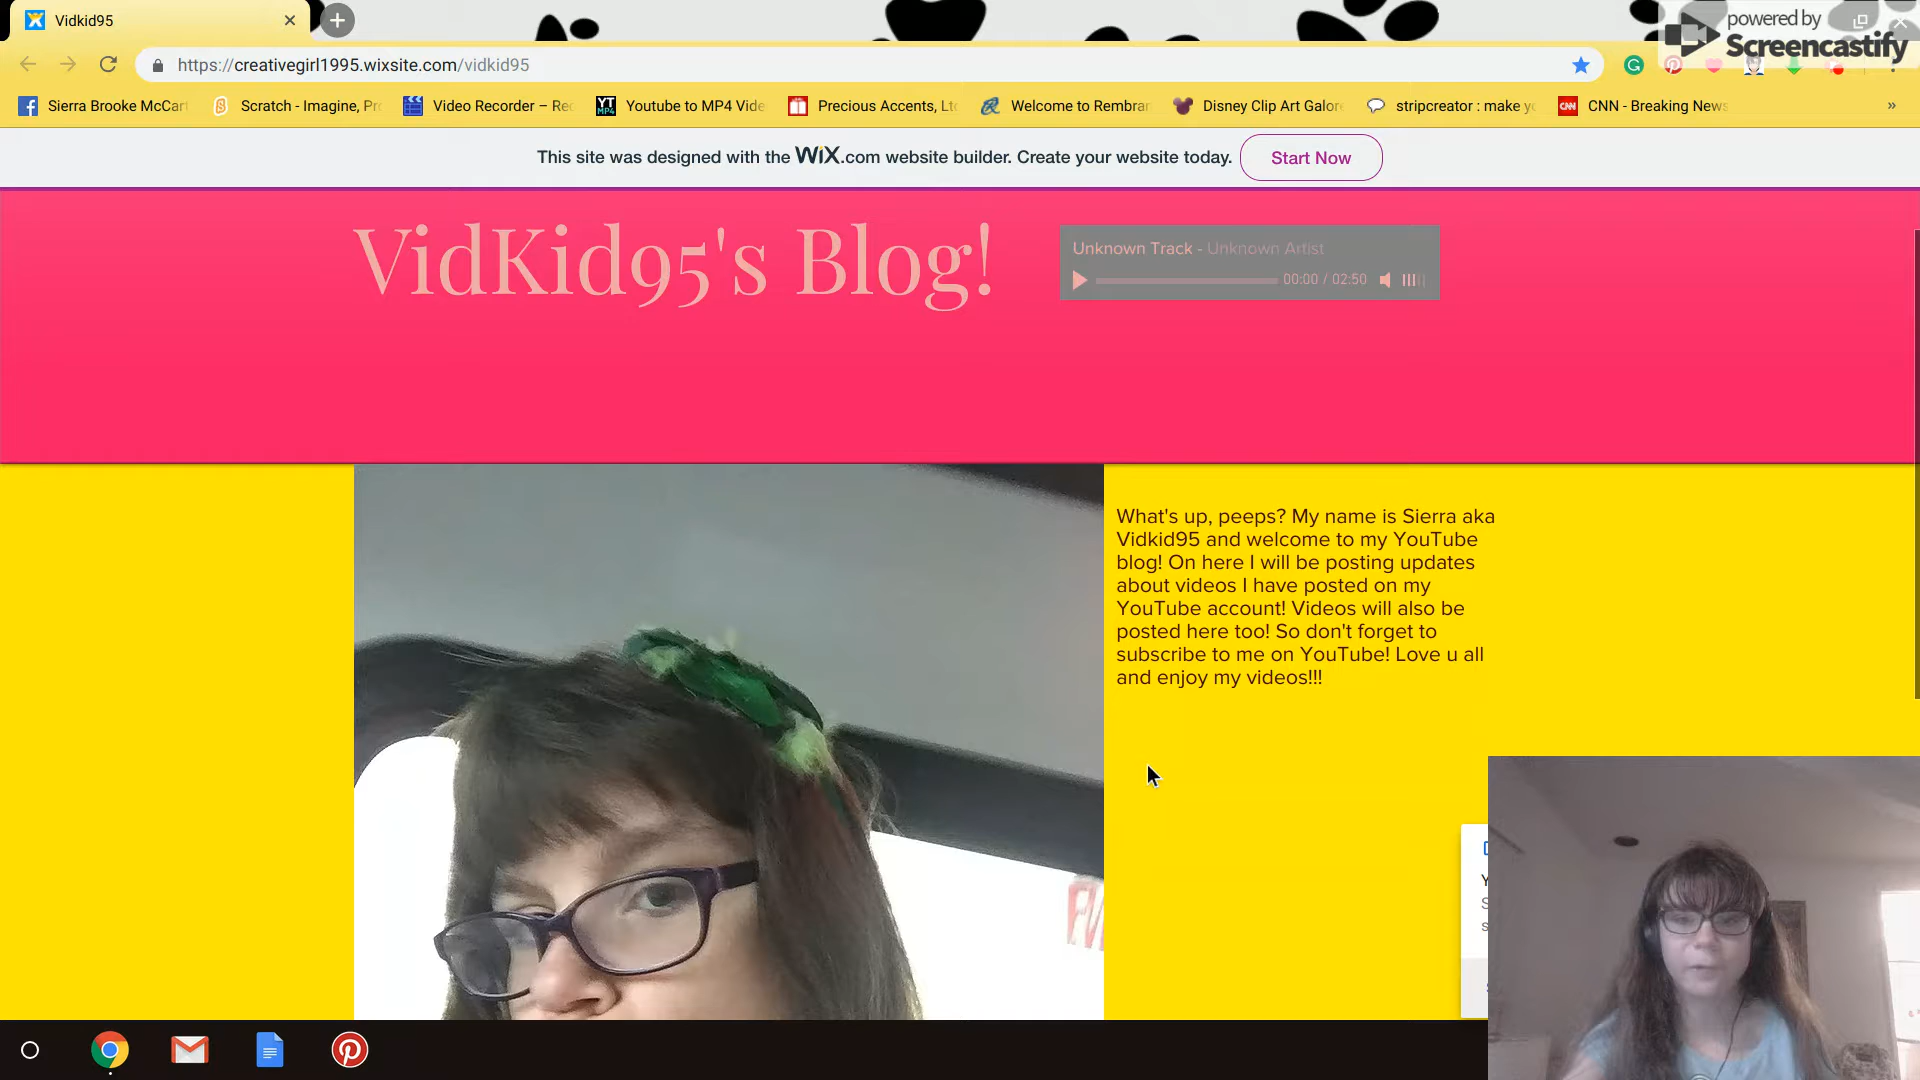 Vidkid95
powered by
Screencastify
https://creativegirl1995.wixsite.com/vidkid95
Sierra Brooke McCar
Scratch - Imagine, Pr
Video Recorder – Rec
YT MP4
Youtube to MP4 Vide
Precious Accents, Lt
Welcome to Rembrar
Disney Clip Art Galor
stripcreator : make y
CNN
CNN - Breaking News
»
This site was designed with the WiX.com website builder. Create your website today.
Start Now
VidKid95's Blog!
Unknown Track - Unknown Artist
00:00 / 02:50
What's up, peeps? My name is Sierra aka
Vidkid95 and welcome to my YouTube
blog! On here I will be posting updates
about videos I have posted on my
YouTube account! Videos will also be
posted here too! So don't forget to
subscribe to me on YouTube! Love u all
and enjoy my videos!!!